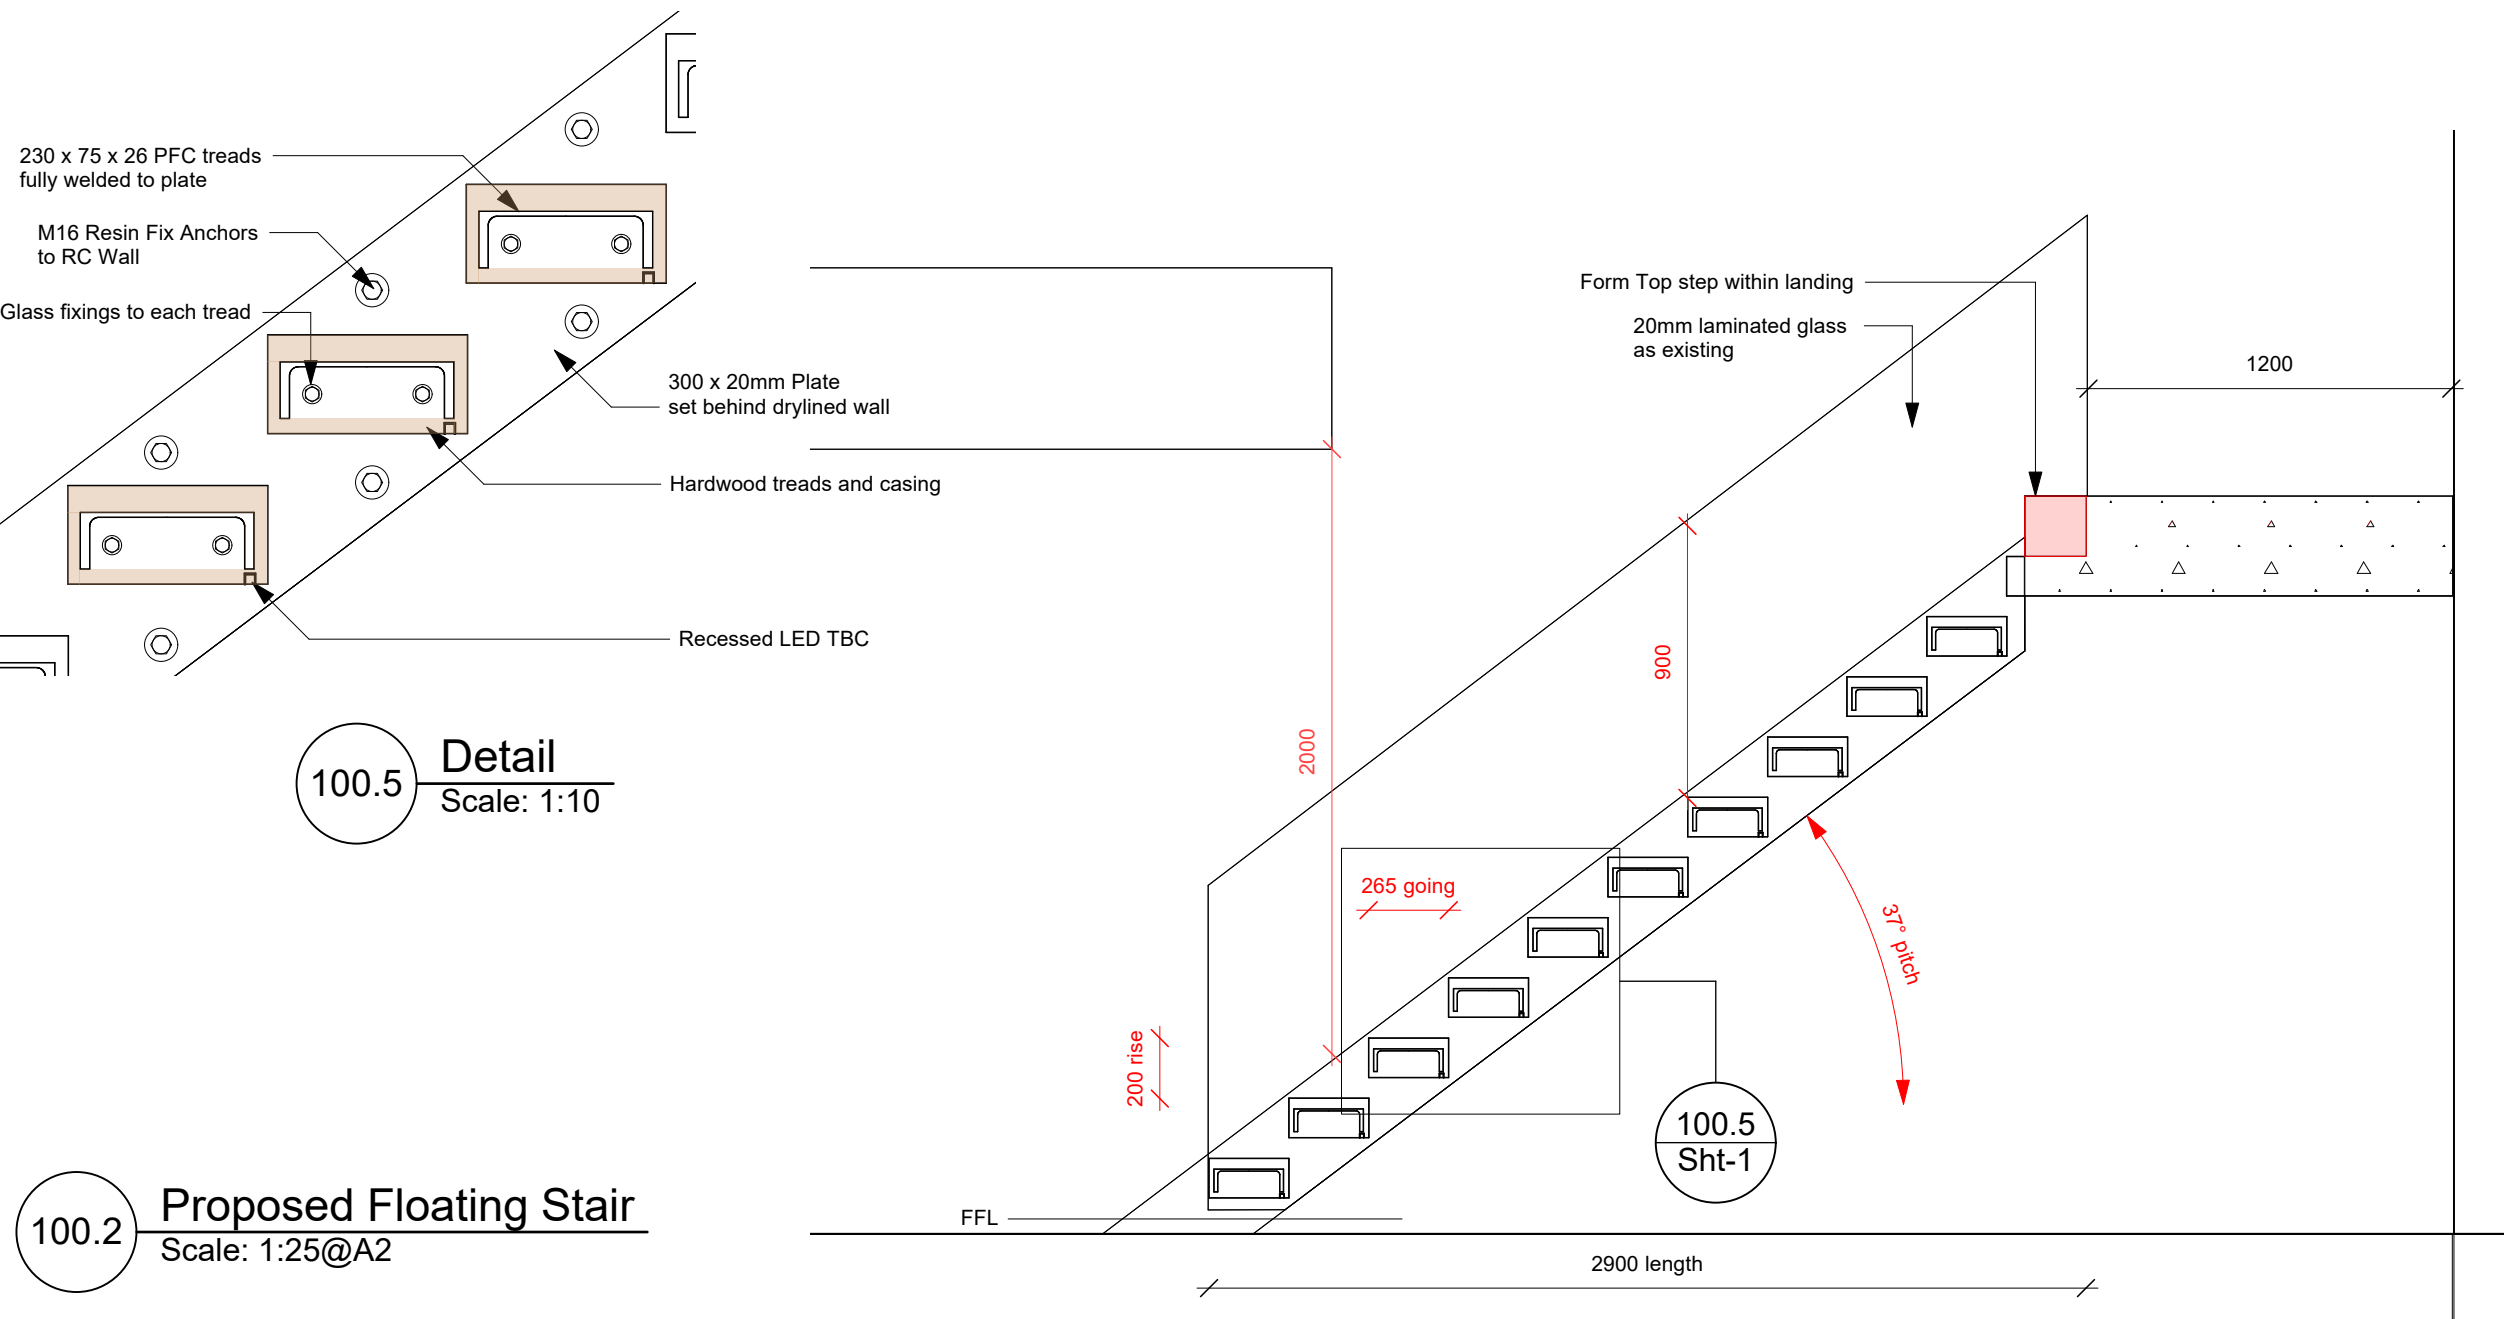 230 x 75 x 26 PFC treads
fully welded to plate
M16 Resin Fix Anchors
to RC Wall
Glass fixings to each tread
300 x 20mm Plate
set behind drylined wall
Hardwood treads and casing
Recessed LED TBC
100.5
Detail
Scale: 1:10
Form Top step within landing
20mm laminated glass
as existing
1200
900
2000
265 going
37° pitch
200 rise
100.5
Sht-1
FFL
2900 length
100.2
Proposed Floating Stair
Scale: 1:25@A2